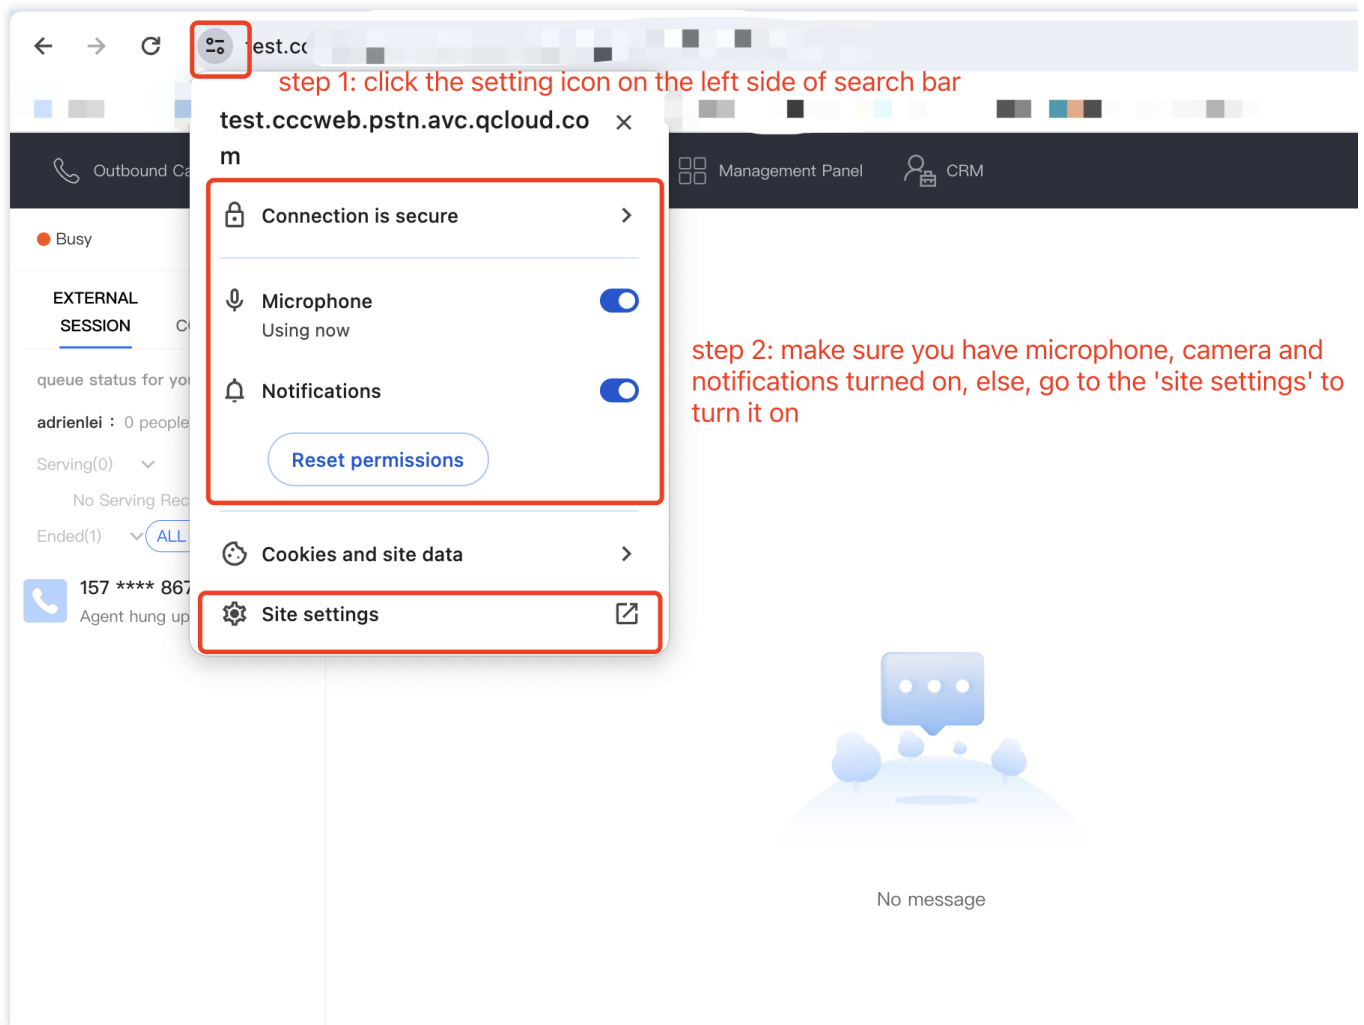 test.cc
step 1: click the setting icon on the left side of search bar
test.cccweb.pstn.avc.qcloud.co
m
Outbound Ca
Management Panel
CRM
Connection is secure
Busy
Microphone
Using now
EXTERNAL
SESSION
step 2: make sure you have microphone, camera and
notifications turned on, else, go to the 'site settings' to
turn it on
queue status for you
Notifications
adrienlei : 0 people
Reset permissions
Serving(0)
No Serving Rec
Ended(1)
ALL
Cookies and site data
157 **** 867
Agent hung up
Site settings
No message